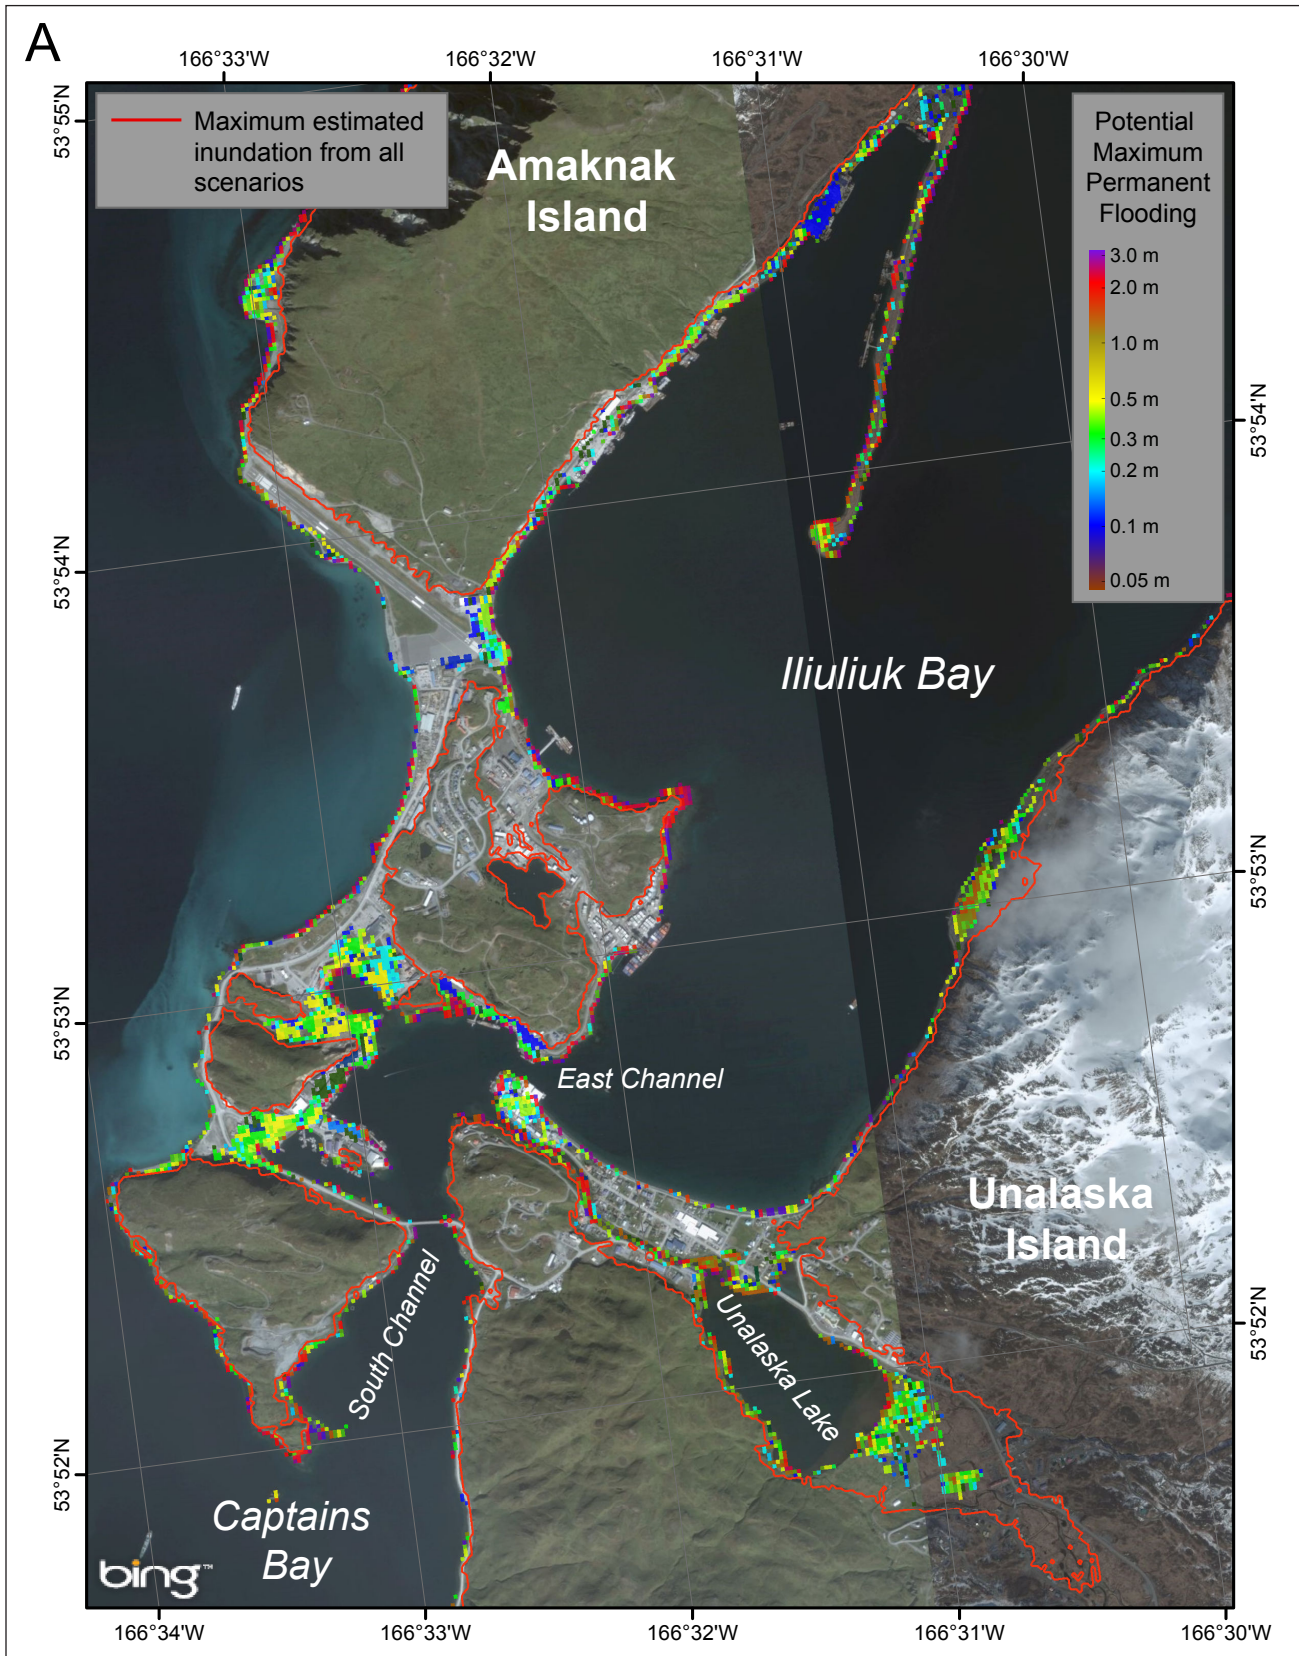 A
166°33'W
166°32'W
166°31'W
166°30'W
53°55'N
53°54'N
53°53'N
53°52'N
Maximum estimated
inundation from all
scenarios
Amaknak
Island
Potential
Maximum
Permanent
Flooding
3.0 m
2.0 m
1.0 m
0.5 m
0.3 m
0.2 m
0.1 m
0.05 m
53°54'N
53°53'N
53°52'N
Iliuliuk Bay
East Channel
Unalaska
Island
South Channel
Unalaska Lake
Captains
Bay
bing™
166°34'W
166°33'W
166°32'W
166°31'W
166°30'W